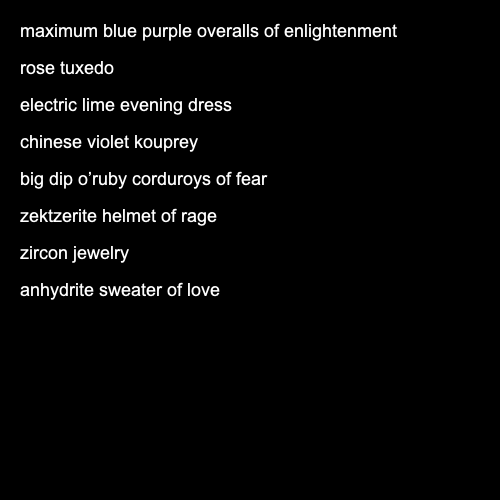 maximum blue purple overalls of enlightenment
rose tuxedo
electric lime evening dress
chinese violet kouprey
big dip o’ruby corduroys of fear
zektzerite helmet of rage
zircon jewelry
anhydrite sweater of love